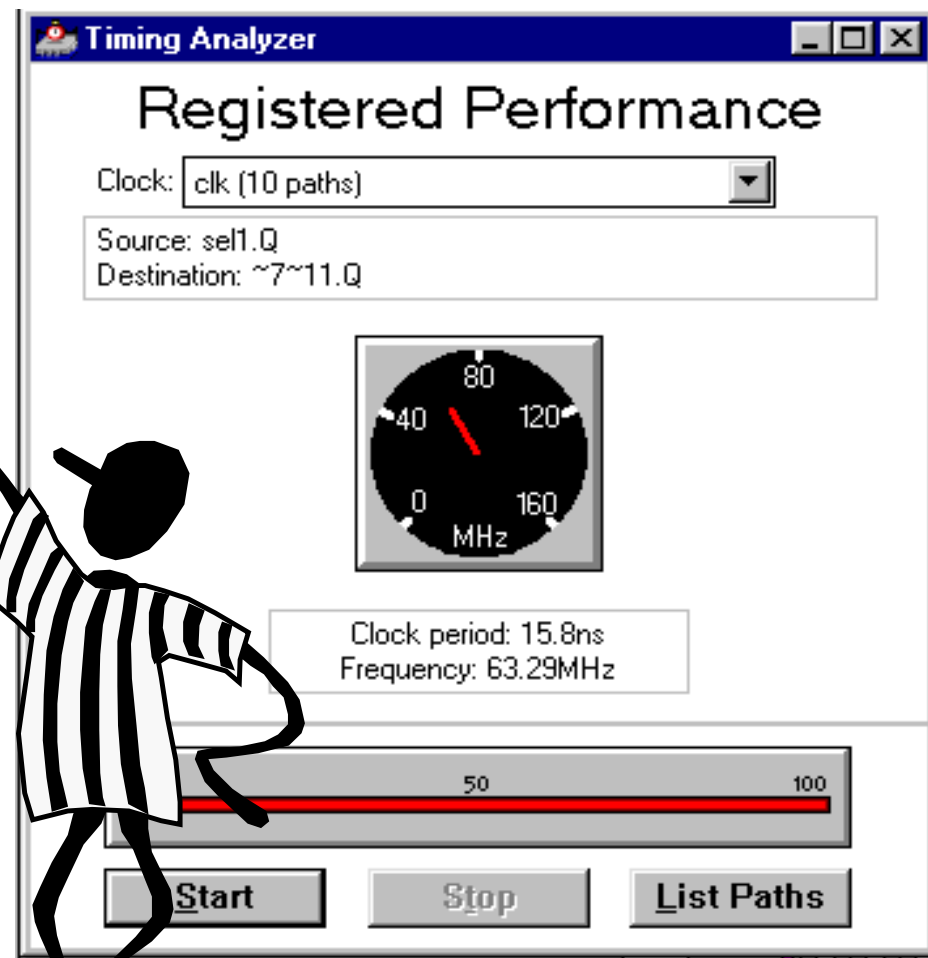 Timing Analyzer
Registered Performance
Clock: clk (10 paths)
Source: sel1.Q
Destination: ~7~11.Q
80
40 120
0 160
MHz
Clock period: 15.8ns
Frequency: 63.29MHz
50 100
Start Stop List Paths